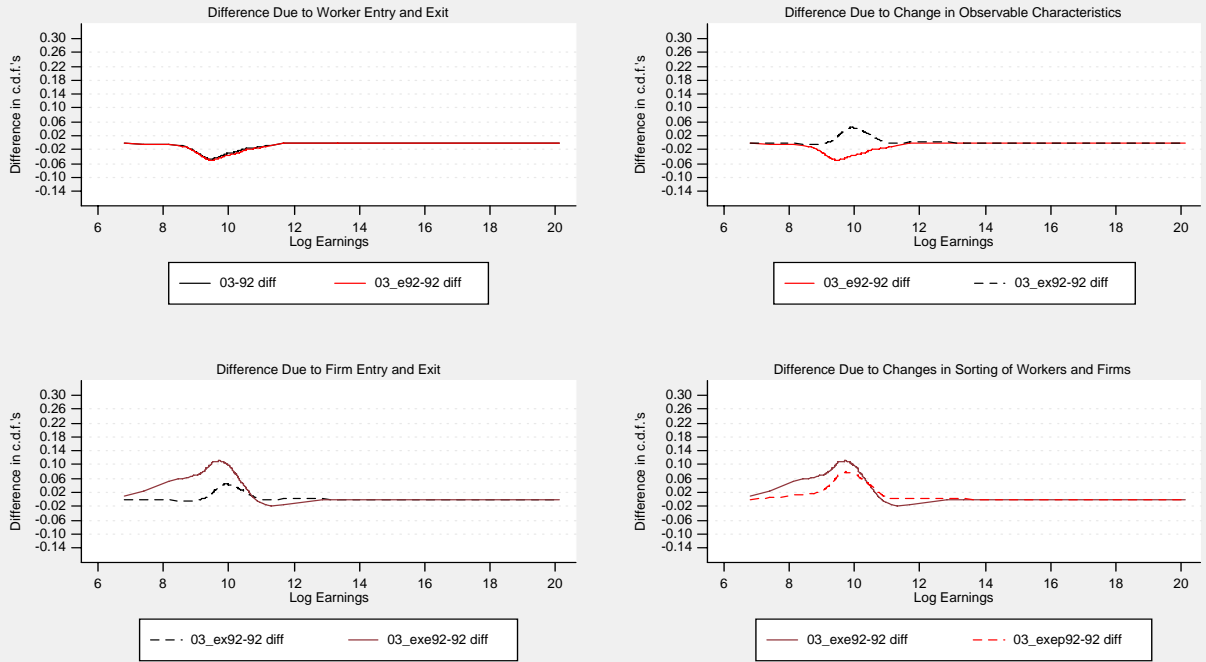 Difference Due to Worker Entry and Exit
Difference in c.d.f.'s
0.30
0.26
0.22
0.18
0.14
0.10
0.06
0.02
-0.02
-0.06
-0.10
-0.14
6 8 10 12 14 16 18 20
Log Earnings
03-92 diff 03_e92-92 diff
Difference Due to Change in Observable Characteristics
Difference in c.d.f.'s
0.30
0.26
0.22
0.18
0.14
0.10
0.06
0.02
-0.02
-0.06
-0.10
-0.14
6 8 10 12 14 16 18 20
Log Earnings
03_e92-92 diff 03_ex92-92 diff
Difference Due to Firm Entry and Exit
Difference in c.d.f.'s
0.30
0.26
0.22
0.18
0.14
0.10
0.06
0.02
-0.02
-0.06
-0.10
-0.14
6 8 10 12 14 16 18 20
Log Earnings
03_ex92-92 diff 03_exe92-92 diff
Difference Due to Changes in Sorting of Workers and Firms
Difference in c.d.f.'s
0.30
0.26
0.22
0.18
0.14
0.10
0.06
0.02
-0.02
-0.06
-0.10
-0.14
6 8 10 12 14 16 18 20
Log Earnings
03_exe92-92 diff 03_exep92-92 diff